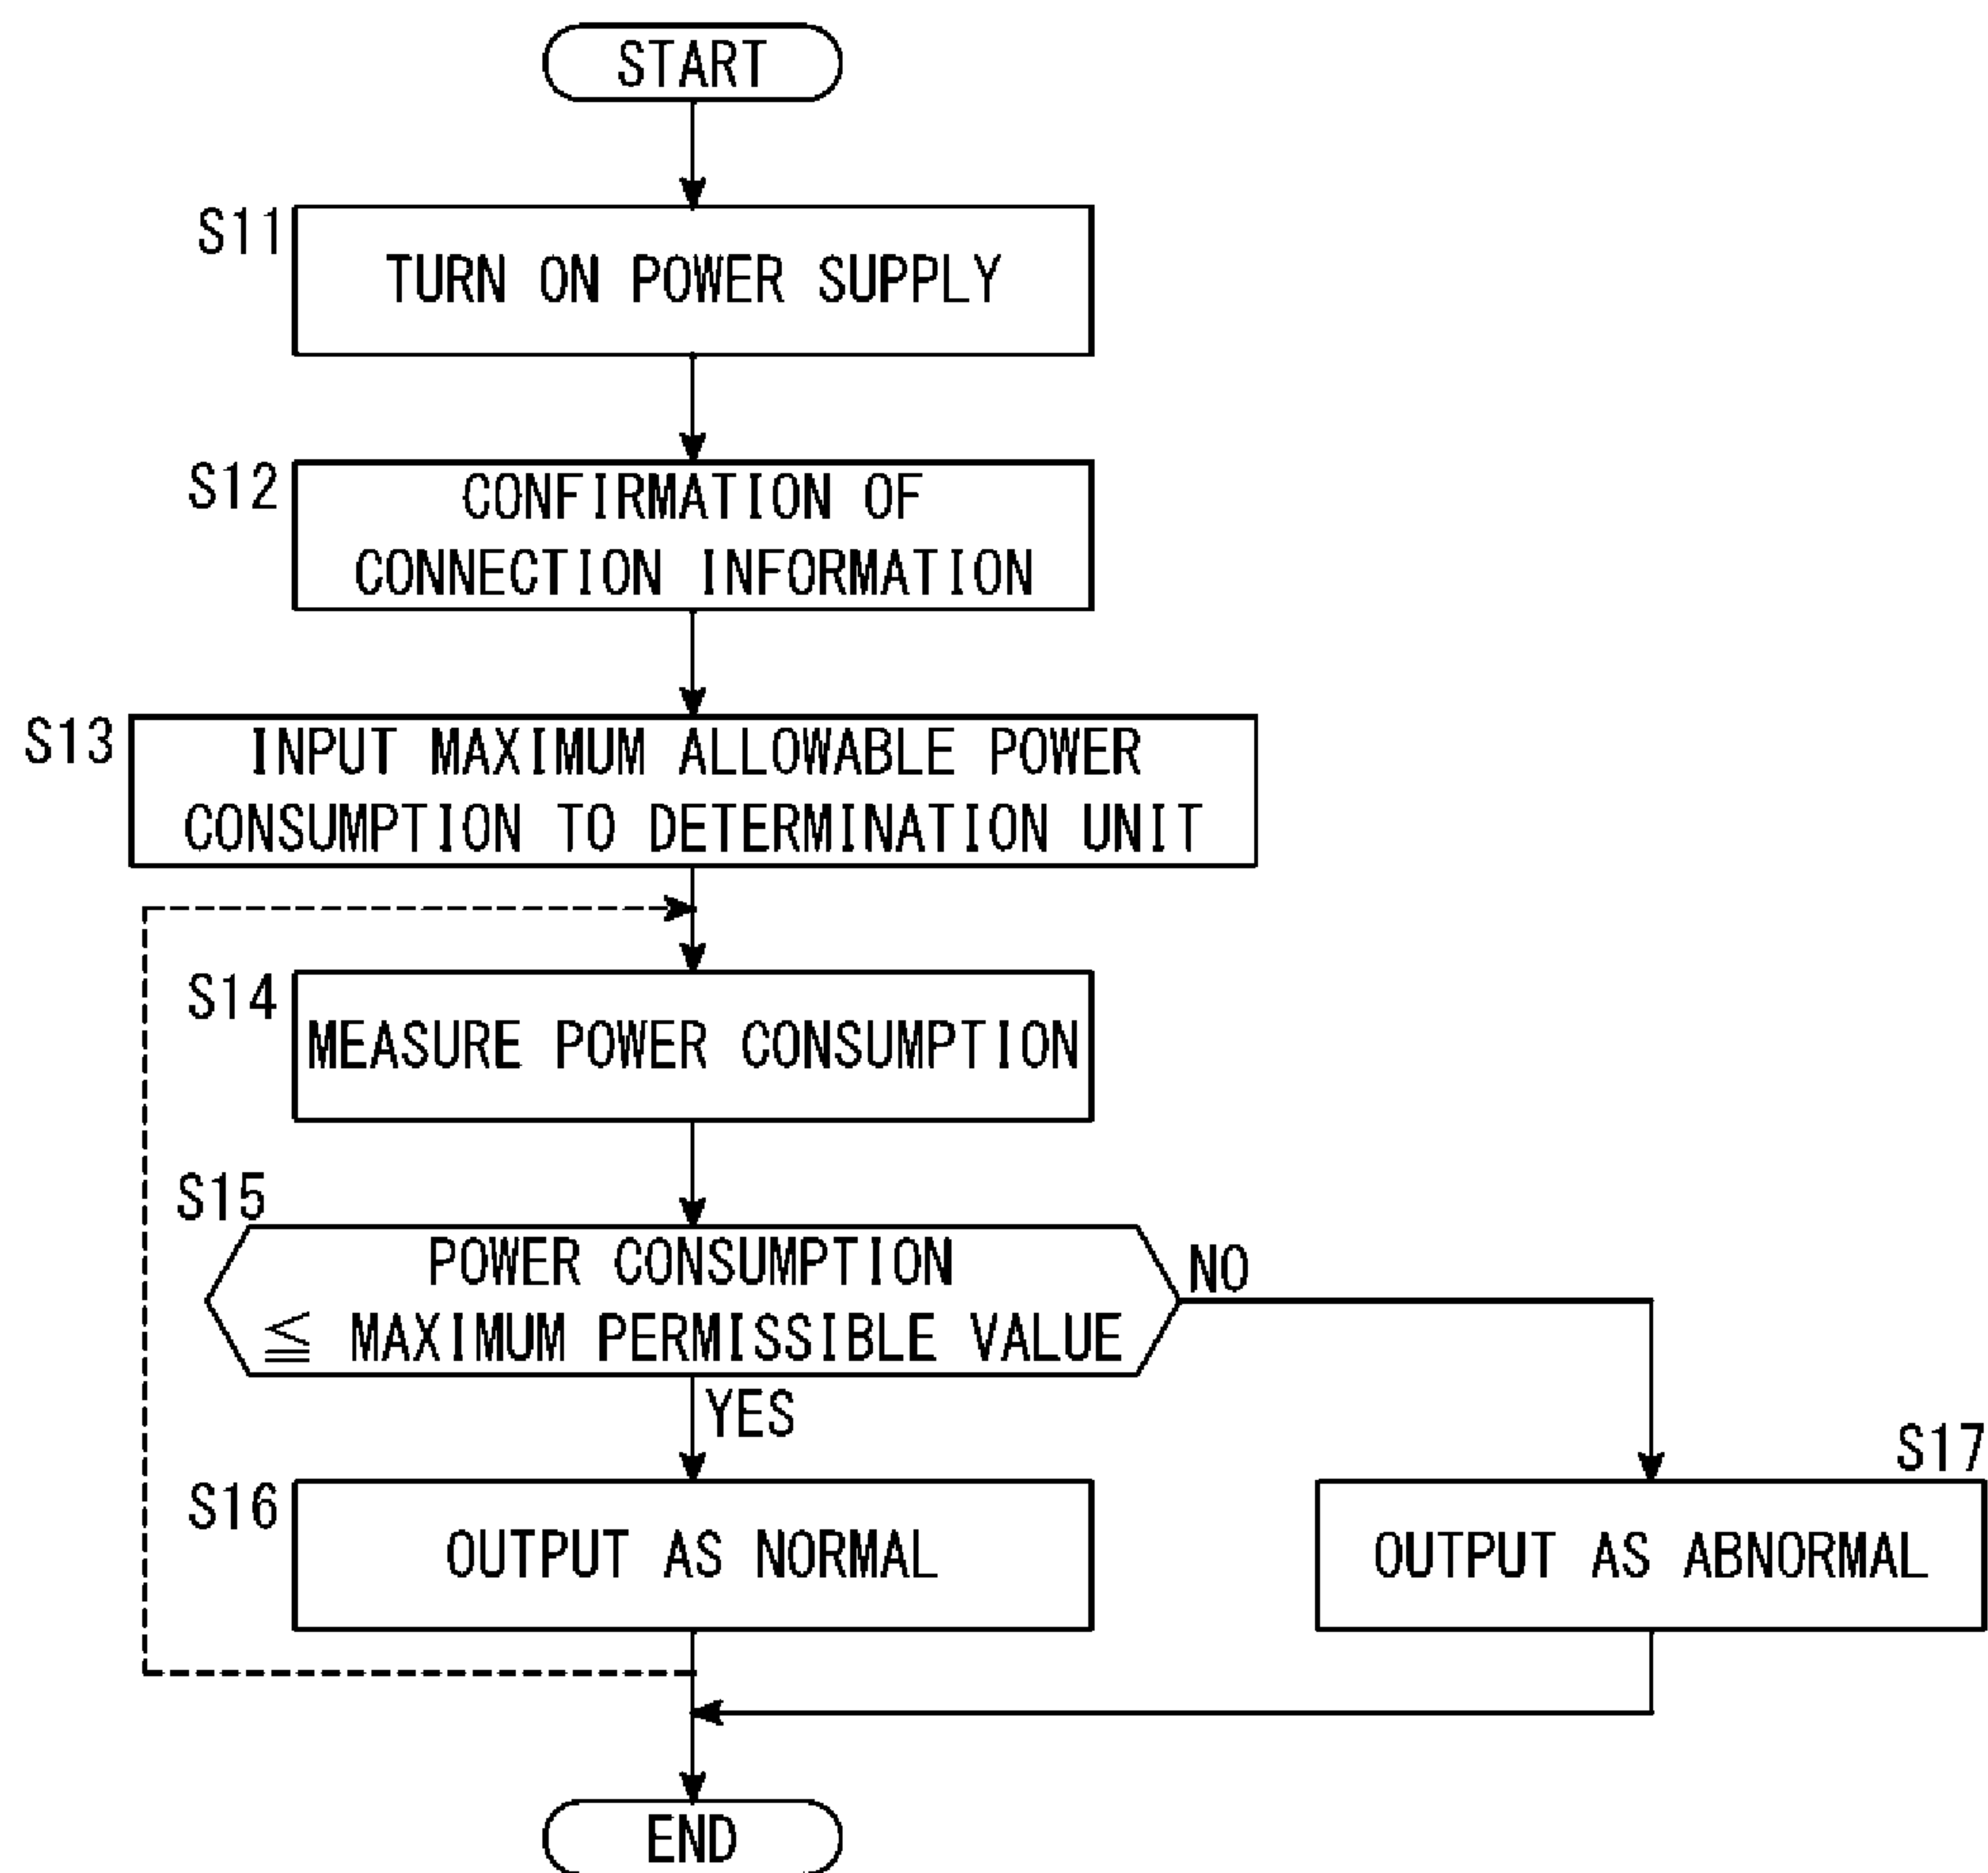 START
S11
TURN ON POWER SUPPLY
S12
CONFIRMATION OF
CONNECTION INFORMATION
S13
INPUT MAXIMUM ALLOWABLE POWER
CONSUMPTION TO DETERMINATION UNIT
S14
MEASURE POWER CONSUMPTION
S15
POWER CONSUMPTION
≦ MAXIMUM PERMISSIBLE VALUE
NO
YES
S16
OUTPUT AS NORMAL
S17
OUTPUT AS ABNORMAL
END